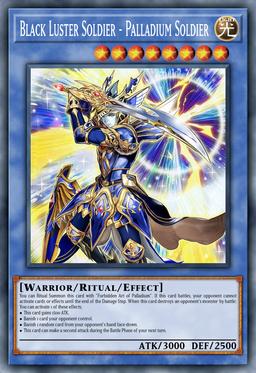 BLACK LUSTER SOLDIER - PALLADIUM SOLDIER
LIGHT
光
[WARRIOR/RITUAL/EFFECT]
You can Ritual Summon this card with "Forbidden Art of Palladium". If this card battles, your opponent cannot
activate cards or effects until the end of the Damage Step. When this card destroys an opponent's monster by battle:
You can activate 1 of these effects.
• This card gains 1500 ATK.
• Banish 1 card your opponent control.
• Banish 1 random card from your opponent's hand face-down.
• This card can make a second attack during the Battle Phase of your next turn.
ATK/3000 DEF/2500